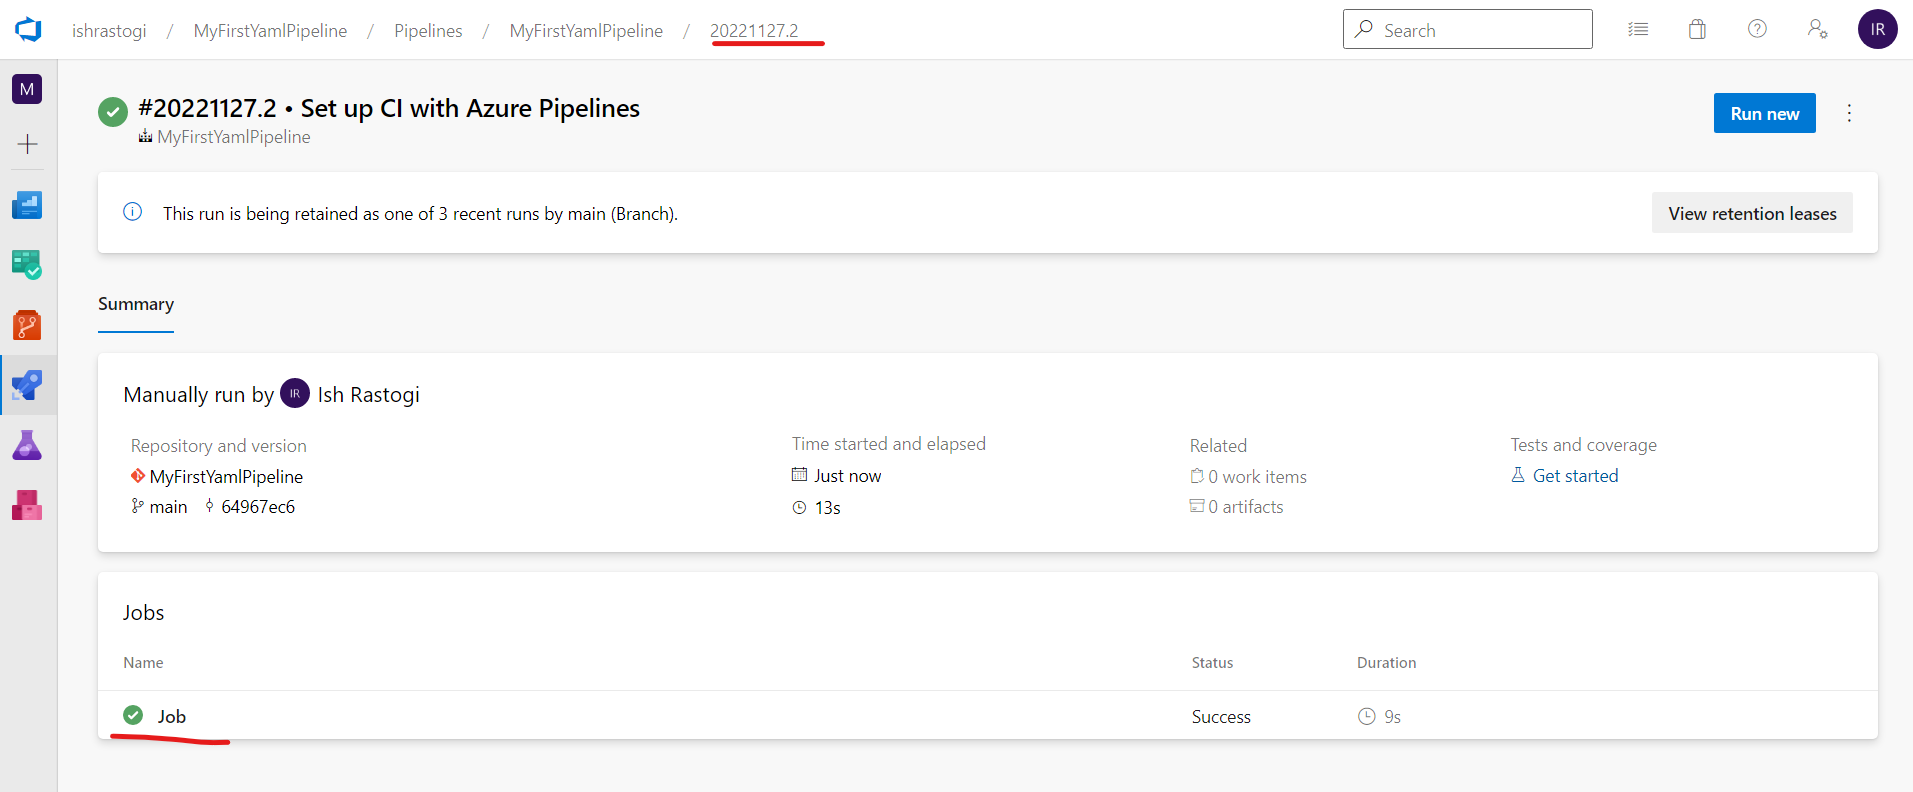 ishrastogi / MyFirstYamlPipeline / Pipelines / MyFirstYamlPipeline / 20221127.2
Search
IR
M
#20221127.2 • Set up CI with Azure Pipelines
MyFirstYamlPipeline
Run new
This run is being retained as one of 3 recent runs by main (Branch).
View retention leases
Summary
Manually run by IR Ish Rastogi
Repository and version
MyFirstYamlPipeline
main 64967ec6
Time started and elapsed
Just now
13s
Related
0 work items
0 artifacts
Tests and coverage
Get started
Jobs
Name Status Duration
Job Success 9s